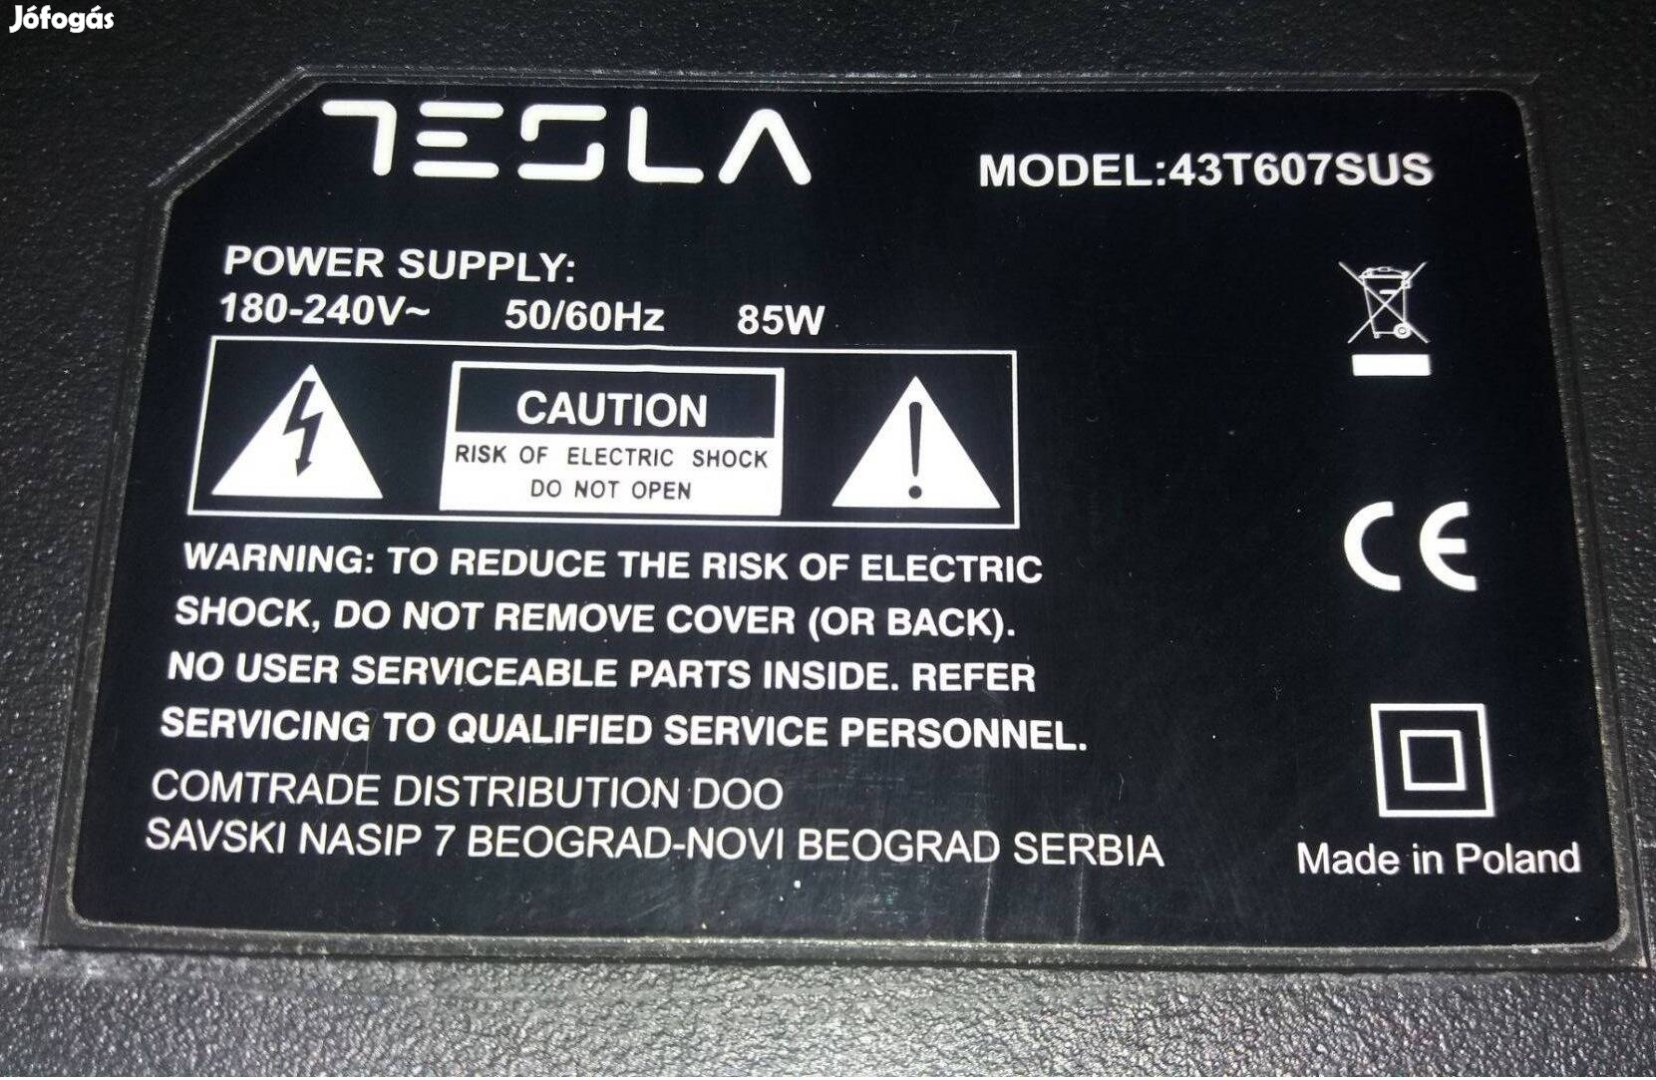 Jófogás
TESLA
MODEL:43T607SUS
POWER SUPPLY:
180-240V~ 50/60Hz 85W
CAUTION
RISK OF ELECTRIC SHOCK
DO NOT OPEN
WARNING: TO REDUCE THE RISK OF ELECTRIC
SHOCK, DO NOT REMOVE COVER (OR BACK).
NO USER SERVICEABLE PARTS INSIDE. REFER
SERVICING TO QUALIFIED SERVICE PERSONNEL.
COMTRADE DISTRIBUTION DOO
SAVSKI NASIP 7 BEOGRAD-NOVI BEOGRAD SERBIA
CE
Made in Poland